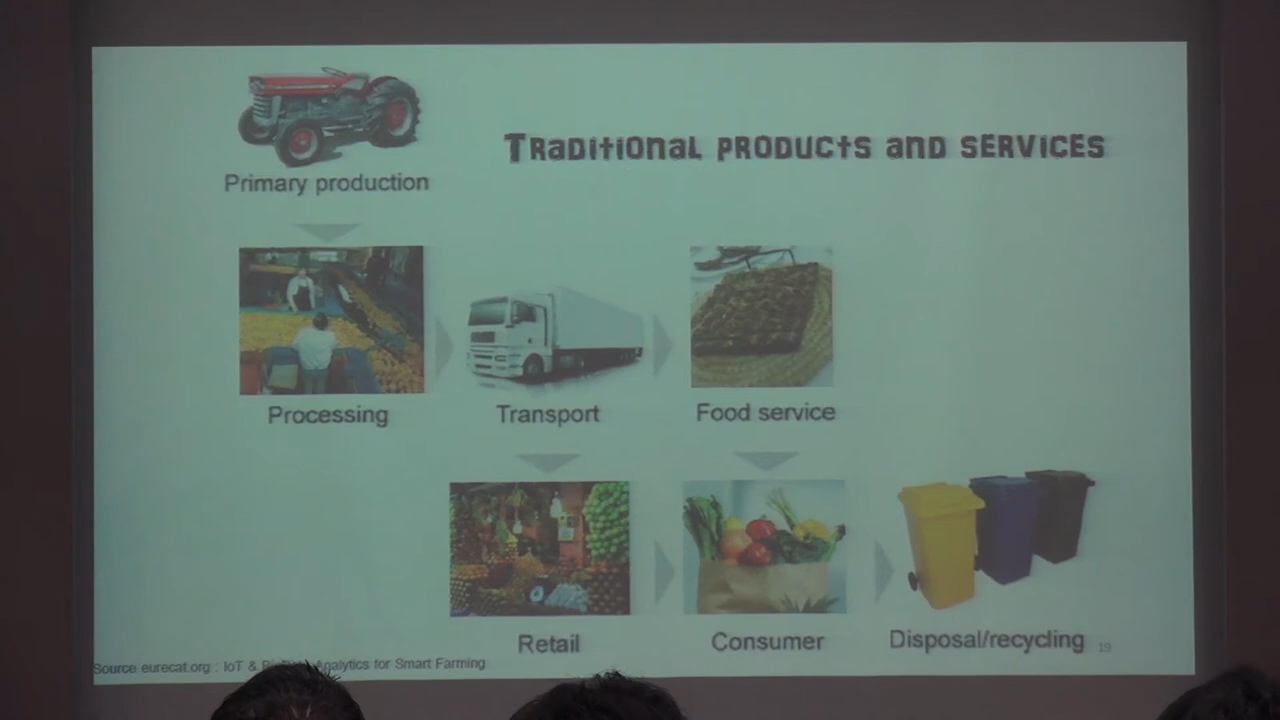 Traditional products and services
Primary production
Processing
Transport
Food service
Retail
Consumer
Disposal/recycling
19
Source eurecat.org : IoT & Analytics for Smart Farming